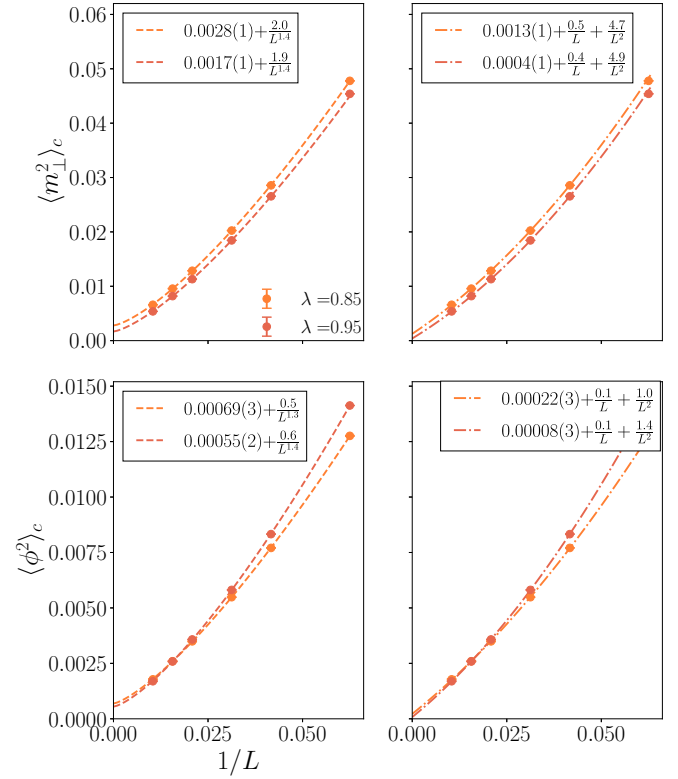 0.0028(1)+2.0/L^1.4
0.0017(1)+1.9/L^1.4
0.0013(1)+0.5/L + 4.7/L^2
0.0004(1)+0.4/L + 4.9/L^2
0.06
0.05
0.04
0.03
0.02
0.01
0.00
⟨m²⊥⟩c
λ =0.85
λ =0.95
0.00069(3)+0.5/L^1.3
0.00055(2)+0.6/L^1.4
0.00022(3)+0.1/L + 1.0/L^2
0.00008(3)+0.1/L + 1.4/L^2
0.0150
0.0125
0.0100
0.0075
0.0050
0.0025
0.0000
⟨ϕ²⟩c
0.000 0.025 0.050
0.000 0.025 0.050
1/L